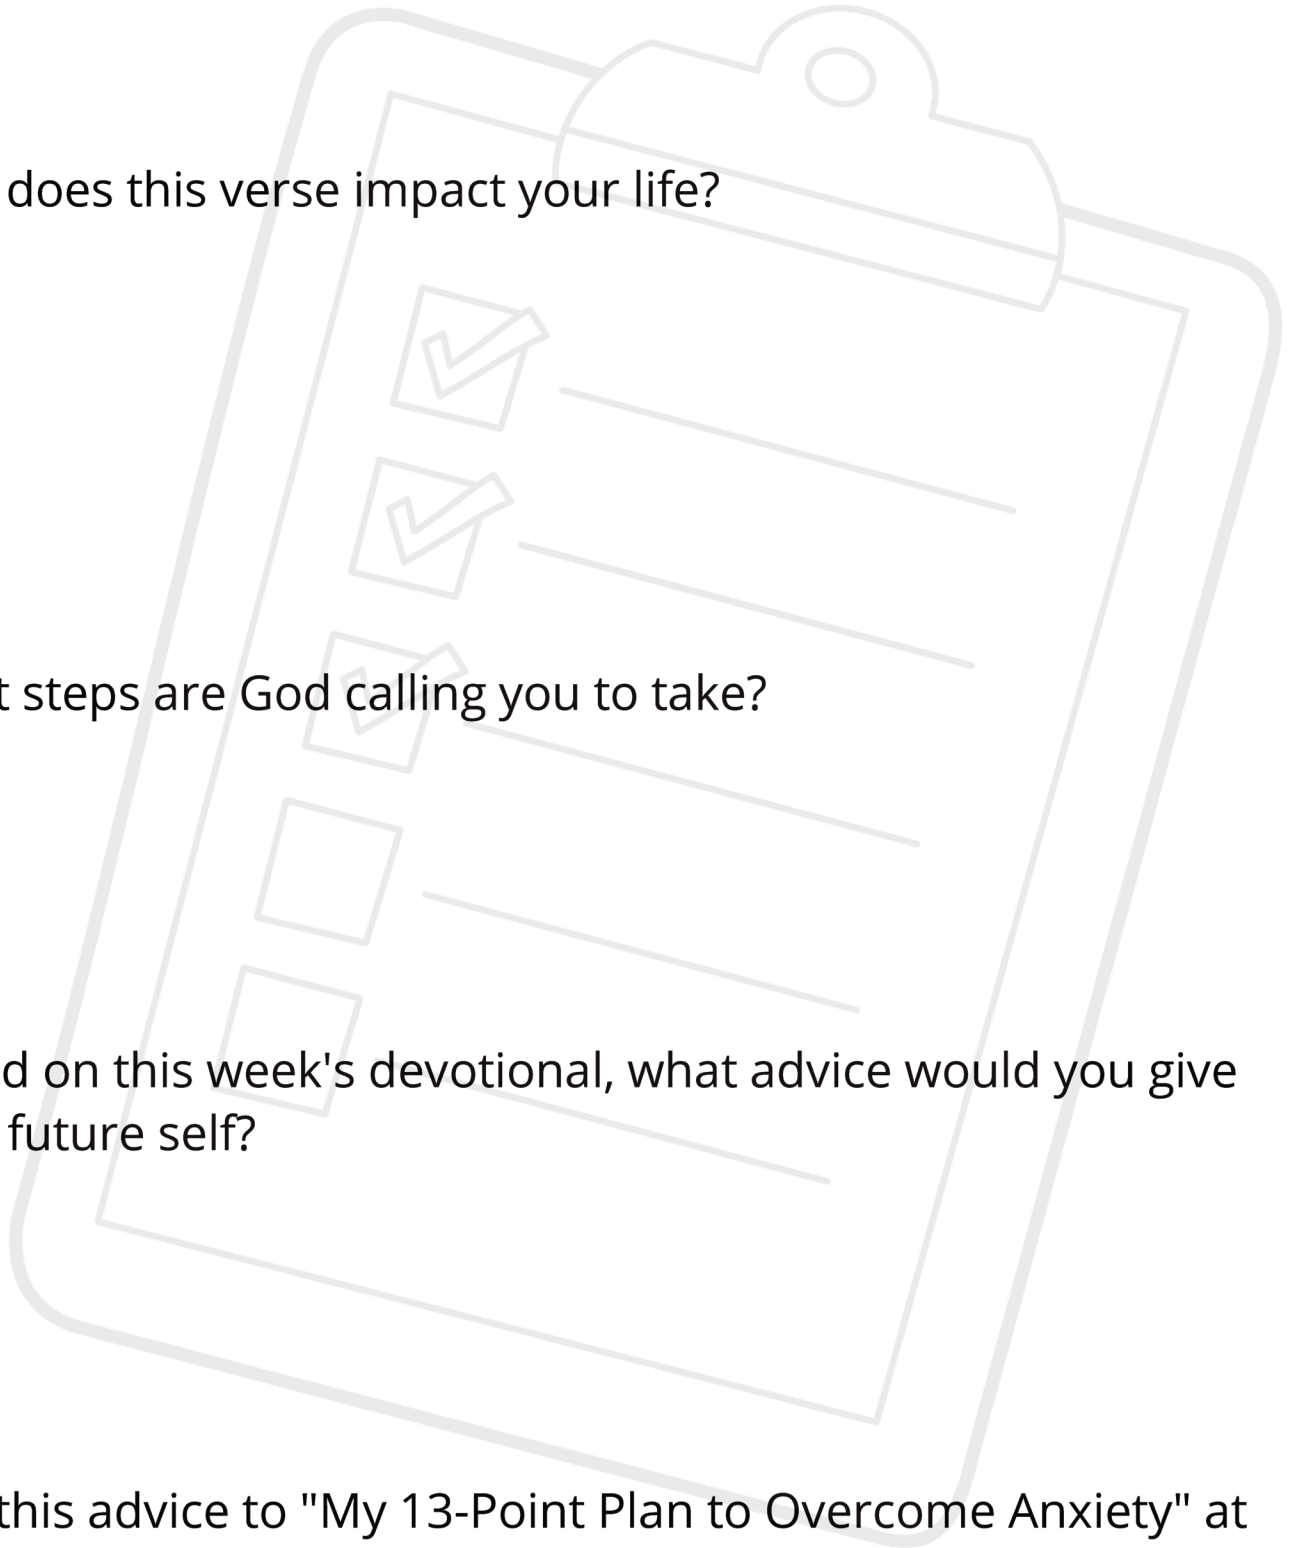 does this verse impact your life?
steps are God calling you to take?
on this week's devotional, what advice would you give
future self?
this advice to "My 13-Point Plan to Overcome Anxiety" at